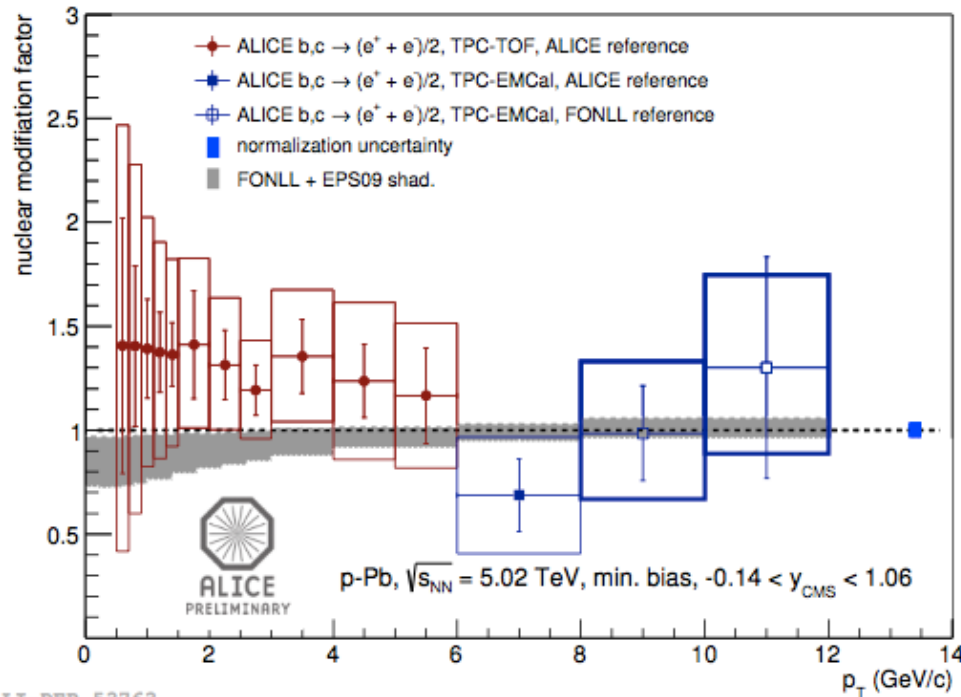 3
2.5
2
1.5
1
0.5
nuclear modifiation factor
ALICE b,c → (e⁺ + e⁻)/2, TPC-TOF, ALICE reference
ALICE b,c → (e⁺ + e⁻)/2, TPC-EMCal, ALICE reference
ALICE b,c → (e⁺ + e⁻)/2, TPC-EMCal, FONLL reference
normalization uncertainty
FONLL + EPS09 shad.
ALICE
PRELIMINARY
p-Pb, √s_NN = 5.02 TeV, min. bias, -0.14 < y_CMS < 1.06
0 2 4 6 8 10 12 14
p_T (GeV/c)